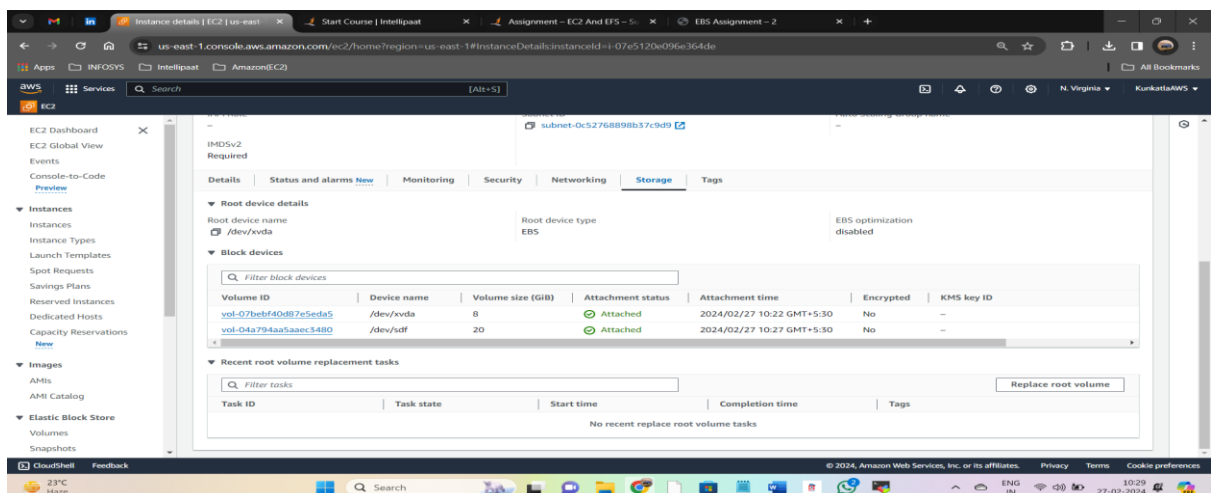 Instance details | EC2 | us-east-
Start Course | Intellipaat
Assignment – EC2 And EFS – S
EBS Assignment – 2
us-east-1.console.aws.amazon.com/ec2/home?region=us-east-1#InstanceDetails:instanceId=i-07e5120e096e364de
Apps INFOSYS Intellipaat Amazon(EC2) All Bookmarks
aws Services Search [Alt+S] N. Virginia KunkatlaAWS
EC2
EC2 Dashboard
EC2 Global View
Events
Console-to-Code
Preview
Instances
Instances
Instance Types
Launch Templates
Spot Requests
Savings Plans
Reserved Instances
Dedicated Hosts
Capacity Reservations
New
Images
AMIs
AMI Catalog
Elastic Block Store
Volumes
Snapshots
–
subnet-0c52768898b37c9d9
–
IMDSv2
Required
Details Status and alarms New Monitoring Security Networking Storage Tags
Root device details
Root device name Root device type EBS optimization
/dev/xvda EBS disabled
Block devices
Filter block devices
Volume ID Device name Volume size (GiB) Attachment status Attachment time Encrypted KMS key ID
vol-07bebf40d87e5eda5 /dev/xvda 8 Attached 2024/02/27 10:22 GMT+5:30 No –
vol-04a794aa5aaec3480 /dev/sdf 20 Attached 2024/02/27 10:27 GMT+5:30 No –
Recent root volume replacement tasks
Filter tasks
Replace root volume
Task ID Task state Start time Completion time Tags
No recent replace root volume tasks
CloudShell Feedback © 2024, Amazon Web Services, Inc. or its affiliates. Privacy Terms Cookie preferences
23°C
Haze
Search
ENG
IN
10:29
27-02-2024